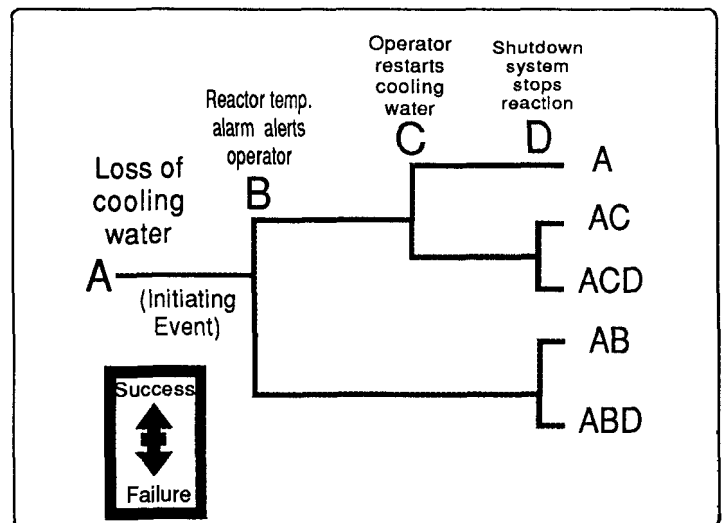 Operator
restarts
cooling
water
C
Shutdown
system
stops
reaction
D
Reactor temp.
alarm alerts
operator
B
Loss of
cooling
water
A
(Initiating
Event)
A
AC
ACD
AB
ABD
Success
Failure